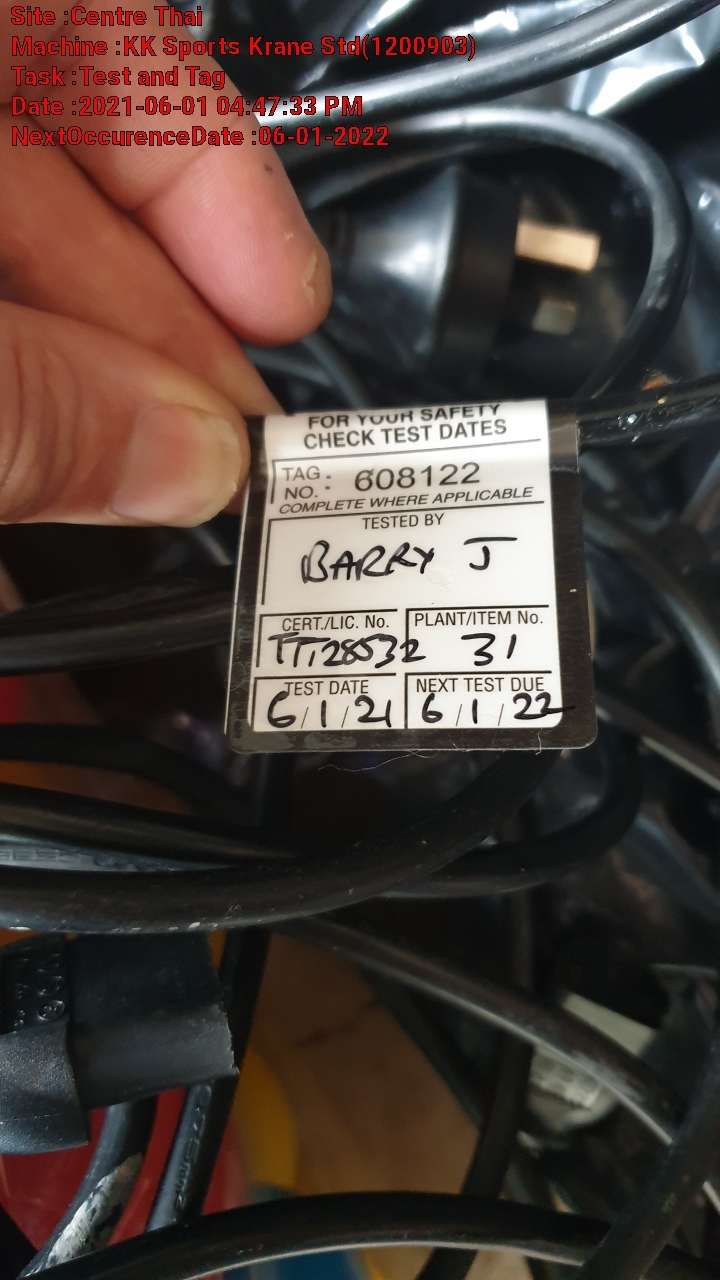 Site :Centre Thai
Machine :KK Sports Krane Std(1200903)
Task :Test and Tag
Date :2021-06-01 04:47:33 PM
NextOccurenceDate :06-01-2022
FOR YOUR SAFETY
CHECK TEST DATES
TAG NO. : 608122
COMPLETE WHERE APPLICABLE
TESTED BY
BARRY J
CERT./LIC. No. PLANT/ITEM No.
TT128532 31
TEST DATE NEXT TEST DUE
6/1/21 6/1/22